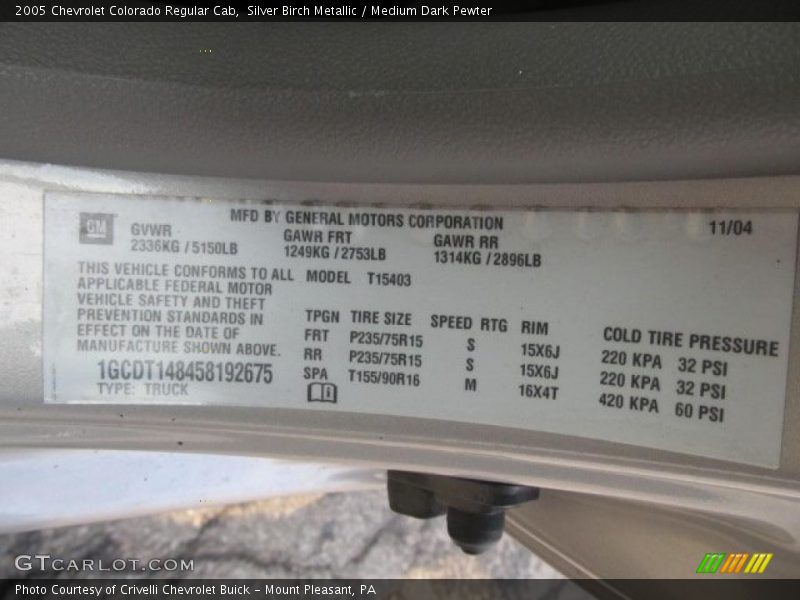 2005 Chevrolet Colorado Regular Cab, Silver Birch Metallic / Medium Dark Pewter
MFD BY GENERAL MOTORS CORPORATION 11/04
GM GVWR GAWR FRT GAWR RR
2336KG / 5150LB 1249KG / 2753LB 1314KG / 2896LB
THIS VEHICLE CONFORMS TO ALL
APPLICABLE FEDERAL MOTOR
VEHICLE SAFETY AND THEFT
PREVENTION STANDARDS IN
EFFECT ON THE DATE OF
MANUFACTURE SHOWN ABOVE.
1GCDT148458192675
TYPE: TRUCK
MODEL T15403
TPGN TIRE SIZE SPEED RTG RIM COLD TIRE PRESSURE
FRT P235/75R15 S 15X6J 220 KPA 32 PSI
RR P235/75R15 S 15X6J 220 KPA 32 PSI
SPA T155/90R16 M 16X4T 420 KPA 60 PSI
GTCARLOT.COM
Photo Courtesy of Crivelli Chevrolet Buick - Mount Pleasant, PA